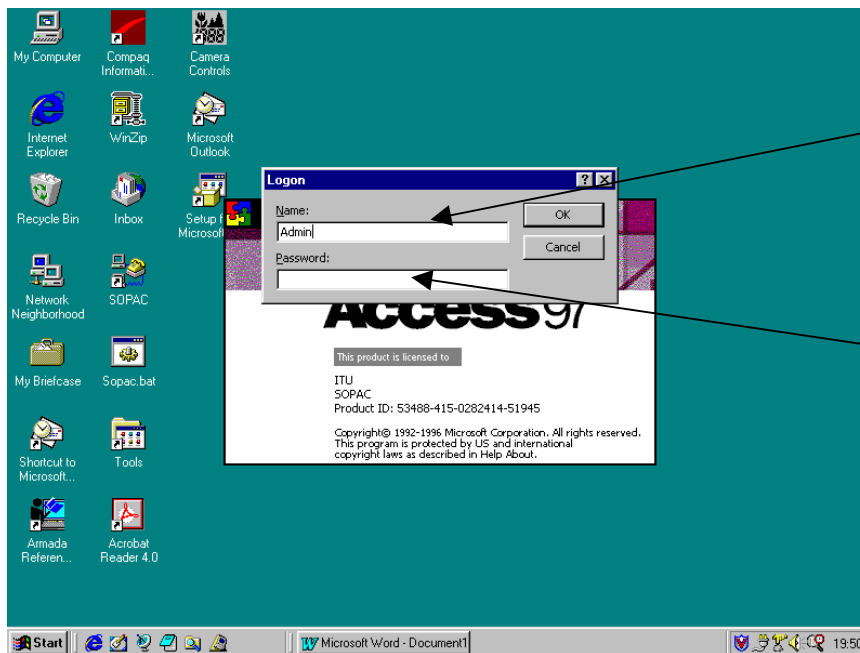 My Computer
Compaq
Informati...
Camera
Controls
Internet
Explorer
WinZip
Microsoft
Outlook
Recycle Bin
Inbox
Setup f
Microsof
Network
Neighborhood
SOPAC
My Briefcase
Sopac.bat
Shortcut to
Microsoft...
Tools
Armada
Referen...
Acrobat
Reader 4.0
Logon
Name:
Admin
Password:
OK
Cancel
Access 97
This product is licensed to
ITU
SOPAC
Product ID: 53488-415-0282414-51945
Copyright© 1992-1996 Microsoft Corporation. All rights reserved.
This program is protected by US and international
copyright laws as described in Help About.
Start
Microsoft Word - Document1
19:50